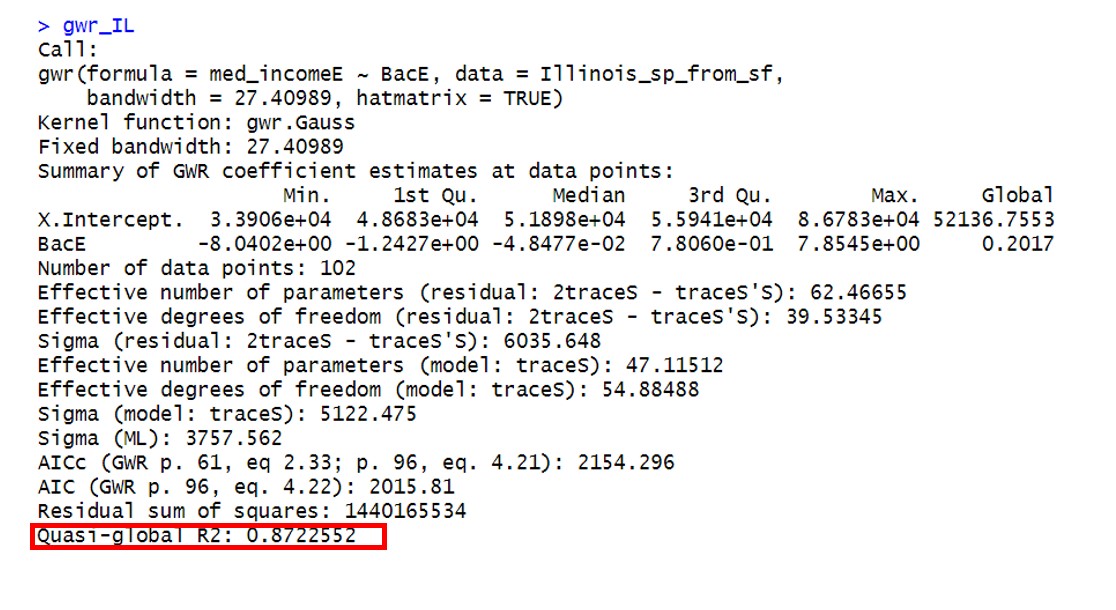 > gwr_IL
Call:
gwr(formula = med_incomeE ~ BacE, data = Illinois_sp_from_sf,
    bandwidth = 27.40989, hatmatrix = TRUE)
Kernel function: gwr.Gauss
Fixed bandwidth: 27.40989
Summary of GWR coefficient estimates at data points:
                    Min.     1st Qu.      Median     3rd Qu.        Max.     Global
X.Intercept.  3.3906e+04  4.8683e+04  5.1898e+04  5.5941e+04  8.6783e+04 52136.7553
BacE         -8.0402e+00 -1.2427e+00 -4.8477e-02  7.8060e-01  7.8545e+00     0.2017
Number of data points: 102
Effective number of parameters (residual: 2traceS - traceS'S): 62.46655
Effective degrees of freedom (residual: 2traceS - traceS'S): 39.53345
Sigma (residual: 2traceS - traceS'S): 6035.648
Effective number of parameters (model: traceS): 47.11512
Effective degrees of freedom (model: traceS): 54.88488
Sigma (model: traceS): 5122.475
Sigma (ML): 3757.562
AICc (GWR p. 61, eq 2.33; p. 96, eq. 4.21): 2154.296
AIC (GWR p. 96, eq. 4.22): 2015.81
Residual sum of squares: 1440165534
Quasi-global R2: 0.8722552